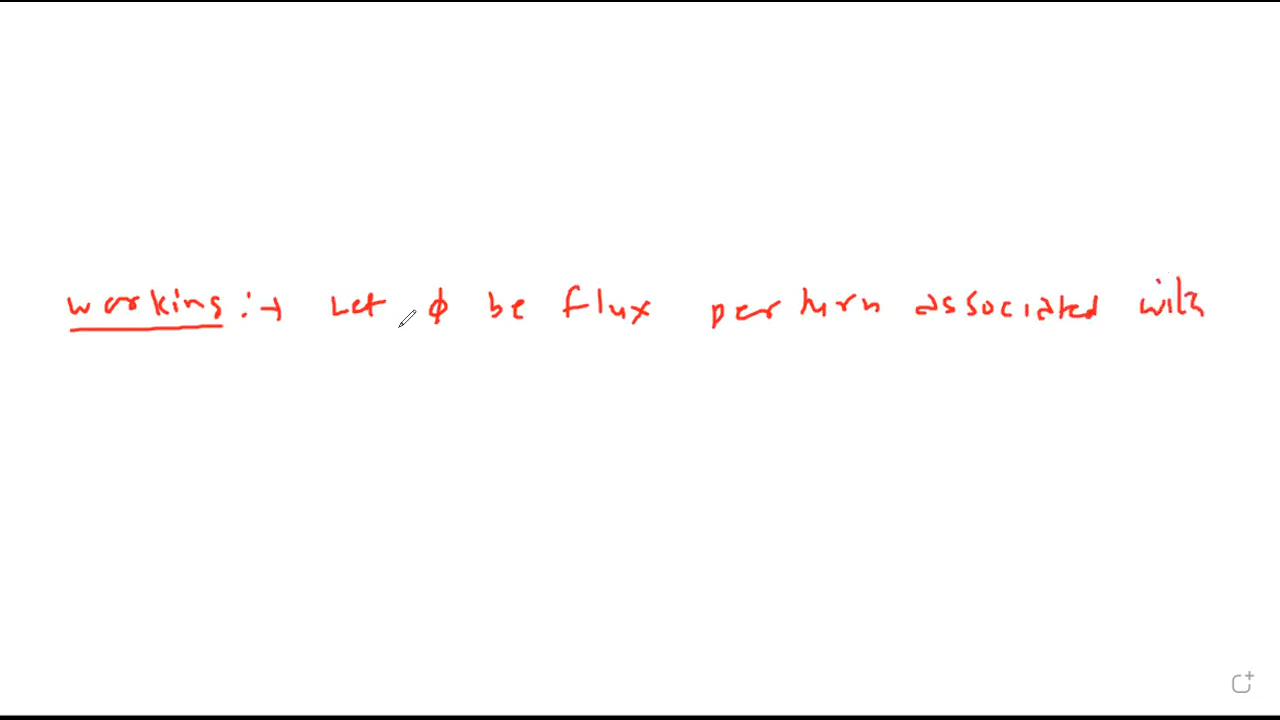 working :→ Let ϕ be flux per turn associated with